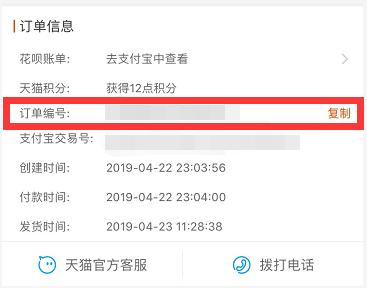 订单信息
花呗账单: 去支付宝中查看
天猫积分: 获得12点积分
订单编号: 复制
支付宝交易号:
创建时间: 2019-04-22 23:03:56
付款时间: 2019-04-22 23:04:00
发货时间: 2019-04-23 11:28:38
天猫官方客服 拨打电话